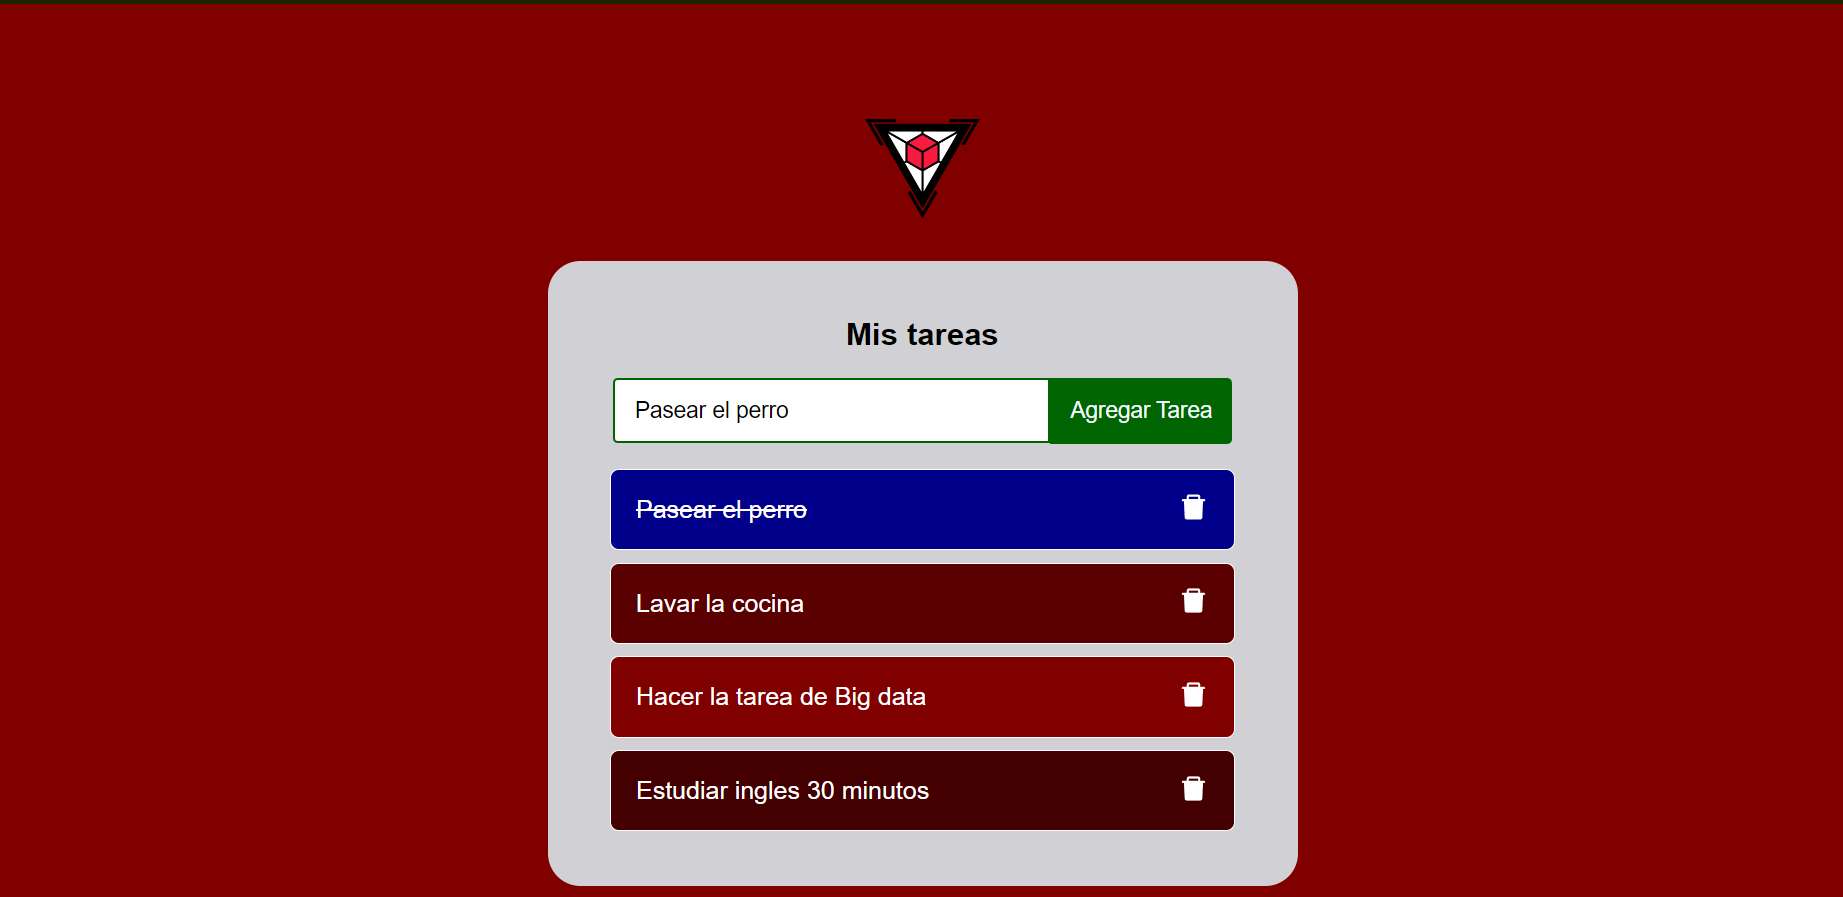 Mis tareas
Pasear el perro
Agregar Tarea
Pasear el perro
Lavar la cocina
Hacer la tarea de Big data
Estudiar ingles 30 minutos